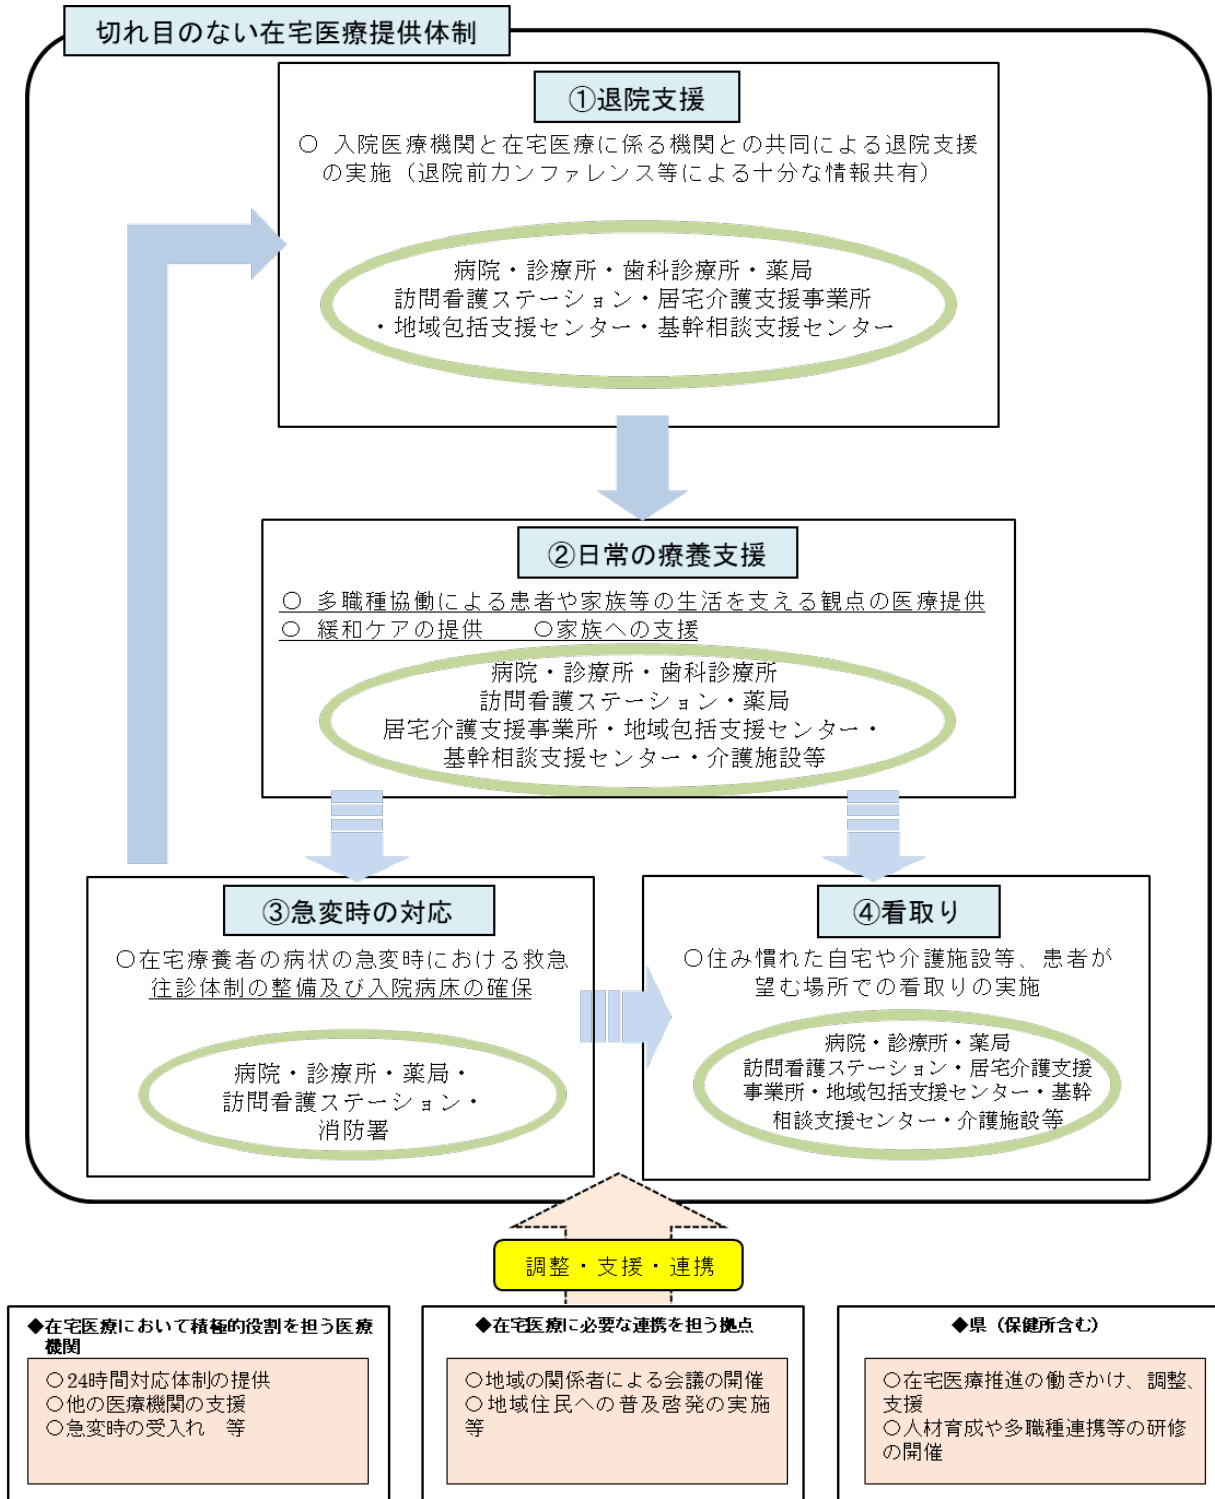 切れ目のない在宅医療提供体制
①退院支援
○ 入院医療機関と在宅医療に係る機関との共同による退院支援
の実施（退院前カンファレンス等による十分な情報共有）
病院・診療所・歯科診療所・薬局
訪問看護ステーション・居宅介護支援事業所
・地域包括支援センター・基幹相談支援センター
②日常の療養支援
○ 多職種協働による患者や家族等の生活を支える観点の医療提供
○ 緩和ケアの提供　　○家族への支援
病院・診療所・歯科診療所
訪問看護ステーション・薬局
居宅介護支援事業所・地域包括支援センター・
基幹相談支援センター・介護施設等
③急変時の対応
○在宅療養者の病状の急変時における救急
往診体制の整備及び入院病床の確保
病院・診療所・薬局・
訪問看護ステーション・
消防署
④看取り
○住み慣れた自宅や介護施設等、患者が
望む場所での看取りの実施
病院・診療所・薬局
訪問看護ステーション・居宅介護支援
事業所・地域包括支援センター・基幹
相談支援センター・介護施設等
調整・支援・連携
◆在宅医療において積極的役割を担う医療
機関
○24時間対応体制の提供
○他の医療機関の支援
○急変時の受入れ　等
◆在宅医療に必要な連携を担う拠点
○地域の関係者による会議の開催
○地域住民への普及啓発の実施
等
◆県（保健所含む）
○在宅医療推進の働きかけ、調整、
支援
○人材育成や多職種連携等の研修
の開催